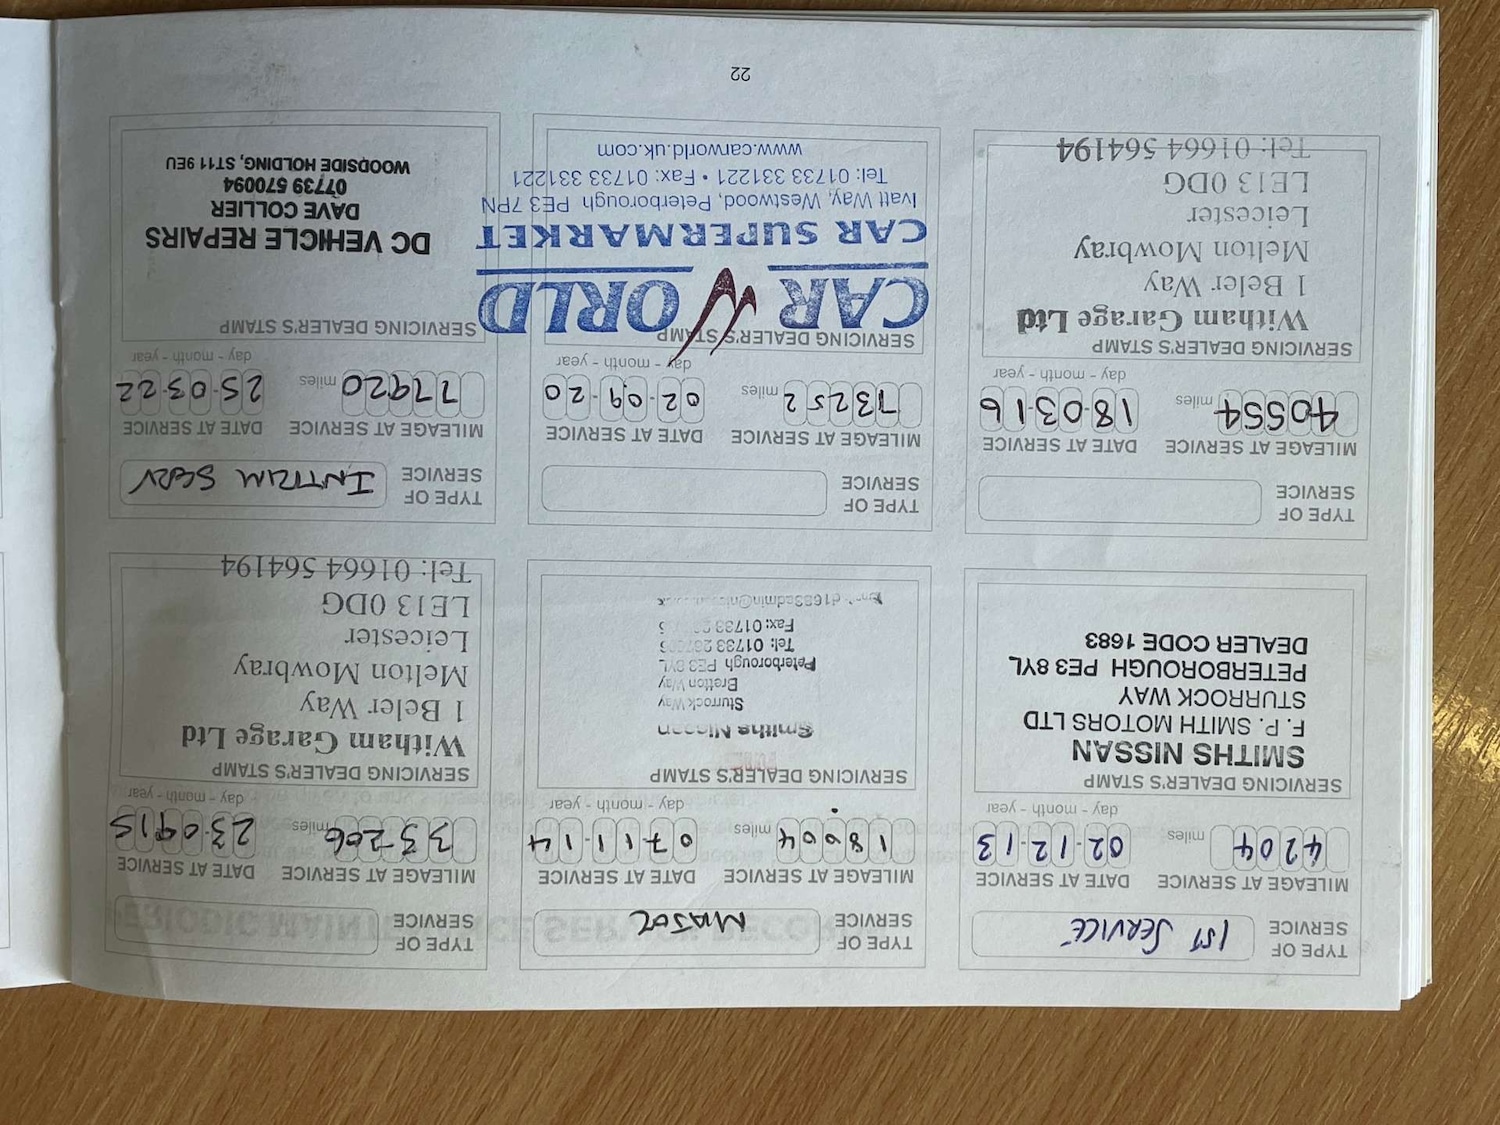 TYPE OF SERVICE
1ST SERVICE
MILEAGE AT SERVICE
DATE AT SERVICE
4204 miles
02-12-13
day - month - year
SERVICING DEALER'S STAMP
SMITHS NISSAN
F. P. SMITH MOTORS LTD
STURROCK WAY
PETERBOROUGH PE3 8YL
DEALER CODE 1683
TYPE OF SERVICE
MAJOR
MILEAGE AT SERVICE
DATE AT SERVICE
18004 miles
07-11-14
day - month - year
SERVICING DEALER'S STAMP
Smiths Nissan
Sturrock Way
Bretton Way
Peterborough PE3 8YL
Tel: 01733
Fax: 01733
TYPE OF SERVICE
MILEAGE AT SERVICE
DATE AT SERVICE
33206 miles
23-09-15
day - month - year
SERVICING DEALER'S STAMP
Witham Garage Ltd
1 Beler Way
Melton Mowbray
Leicester
LE13 0DG
Tel: 01664 564194
TYPE OF SERVICE
MILEAGE AT SERVICE
DATE AT SERVICE
40554 miles
18-03-16
day - month - year
SERVICING DEALER'S STAMP
Witham Garage Ltd
1 Beler Way
Melton Mowbray
Leicester
LE13 0DG
Tel: 01664 564194
TYPE OF SERVICE
MILEAGE AT SERVICE
DATE AT SERVICE
73252 miles
02-09-20
day - month - year
SERVICING DEALER'S STAMP
CAR WORLD
CAR SUPERMARKET
Ivatt Way, Westwood, Peterborough PE3 7PN
Tel: 01733 331221 • Fax: 01733 331221
www.carworld.uk.com
TYPE OF SERVICE
INTRIM SERV
MILEAGE AT SERVICE
DATE AT SERVICE
77920 miles
25-03-22
day - month - year
SERVICING DEALER'S STAMP
DC VEHICLE REPAIRS
DAVE COLLIER
07739 570094
WOODSIDE HOLDING, ST11 9EU
22